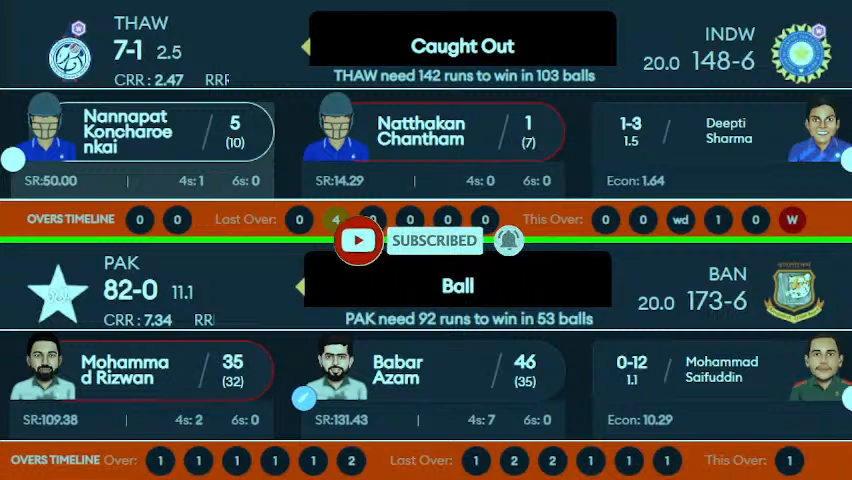 THAW
7-1 2.5
CRR : 2.47 RRR
Caught Out
THAW need 142 runs to win in 103 balls
INDW
20.0 148-6
Nannapat
Koncharoe
nkai
5
(10)
SR:50.00 | 4s: 1 6s: 0
Natthakan
Chantham
1
(7)
SR:14.29 | 4s: 0 6s: 0
1-3
1.5
Deepti
Sharma
Econ: 1.64
OVERS TIMELINE 0 0 Last Over: 0 4 0 0 0 0 This Over: 0 0 wd 1 0 W
SUBSCRIBED
PAK
82-0 11.1
CRR : 7.34 RR
Ball
PAK need 92 runs to win in 53 balls
BAN
20.0 173-6
Mohamma
d Rizwan
35
(32)
SR:109.38 | 4s: 2 6s: 0
Babar
Azam
46
(35)
SR:131.43 | 4s: 7 6s: 0
0-12
1.1
Mohammad
Saifuddin
Econ: 10.29
OVERS TIMELINE Over: 1 1 1 1 1 2 Last Over: 1 2 2 1 1 1 This Over: 1